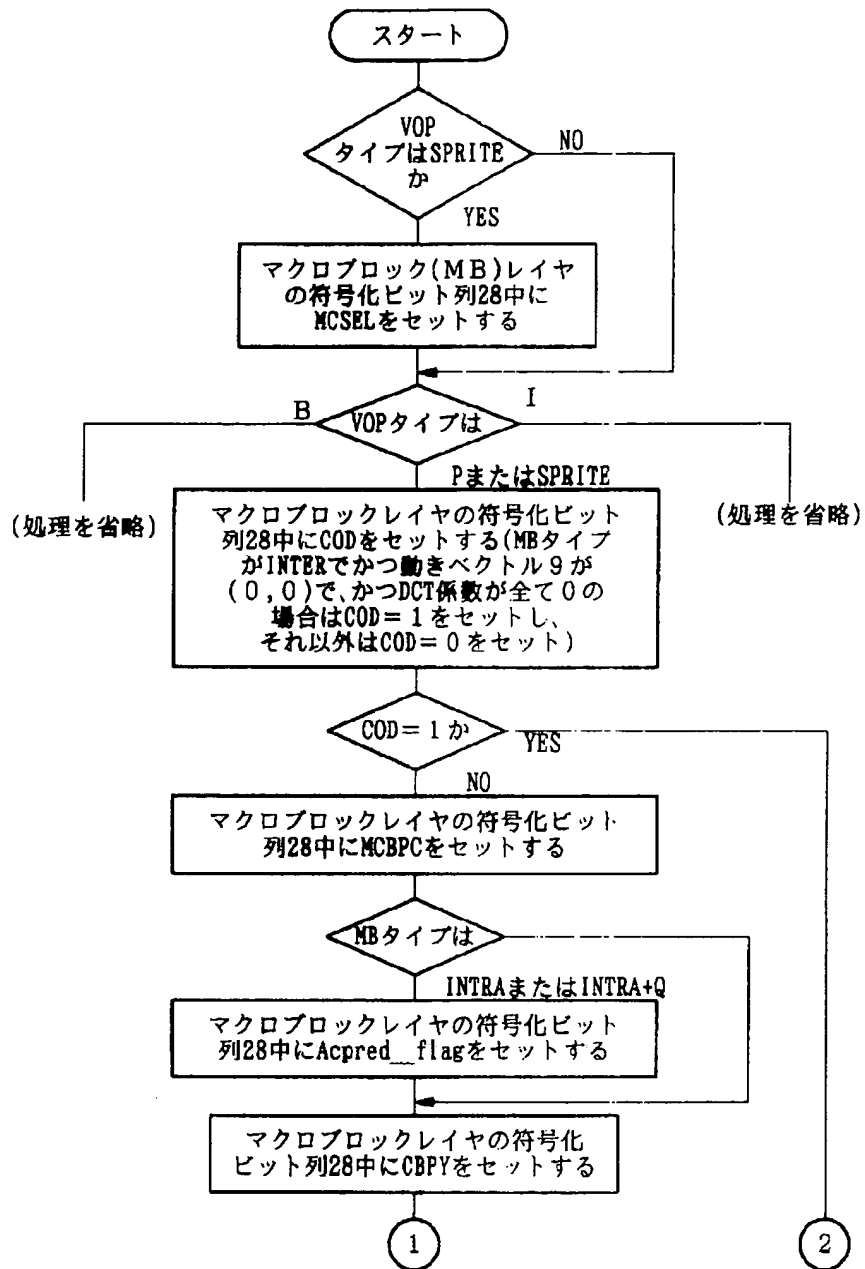 スタート
VOP
タイプはSPRITE
か
NO
YES
マクロブロック(MB)レイヤ
の符号化ビット列28中に
MCSELをセットする
B
VOPタイプは
I
PまたはSPRITE
(処理を省略)
(処理を省略)
マクロブロックレイヤの符号化ビット
列28中にCODをセットする(MBタイプ
がINTERでかつ動きベクトル9が
(0,0)で、かつDCT係数が全て0の
場合はCOD=1をセットし、
それ以外はCOD=0をセット)
COD=1か
YES
NO
マクロブロックレイヤの符号化ビット
列28中にMCBPCをセットする
MBタイプは
INTRAまたはINTRA+Q
マクロブロックレイヤの符号化ビット
列28中にAcpred__flagをセットする
マクロブロックレイヤの符号化
ビット列28中にCBPYをセットする
1
2